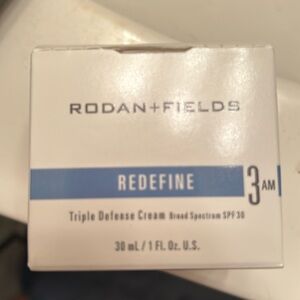 RODAN+FIELDS
REDEFINE 3 AM
Triple Defense Cream Broad Spectrum SPF 30
30 mL / 1 Fl. Oz. U.S.